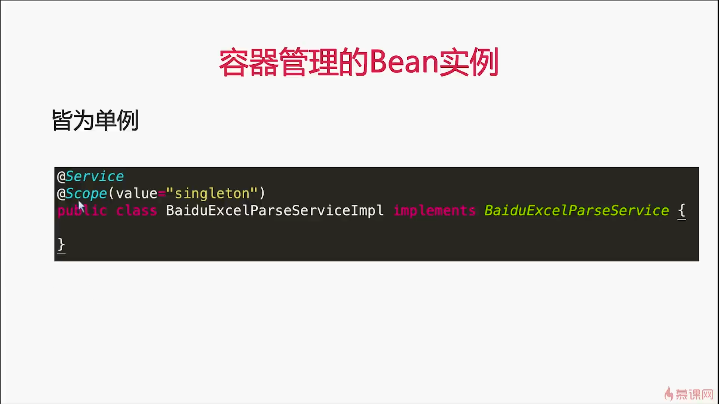 容器管理的Bean实例
皆为单例
@Service
@Scope(value="singleton")
public class BaiduExcelParseServiceImpl implements BaiduExcelParseService {
}
慕课网